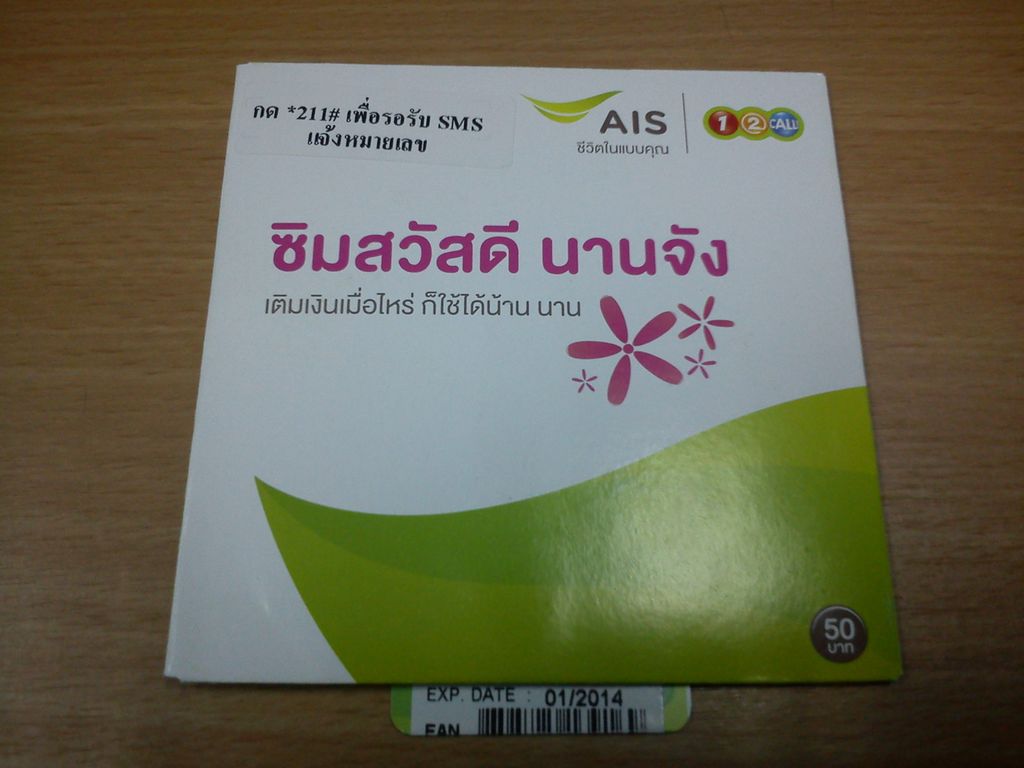 กด *211# เพื่อรอรับ SMS
แจ้งหมายเลข
AIS
ชีวิตในแบบคุณ
1 2 CALL
ซิมสวัสดี นานจัง
เติมเงินเมื่อไหร่ ก็ใช้ได้น้าน นาน
50
บาท
EXP. DATE : 01/2014
EAN